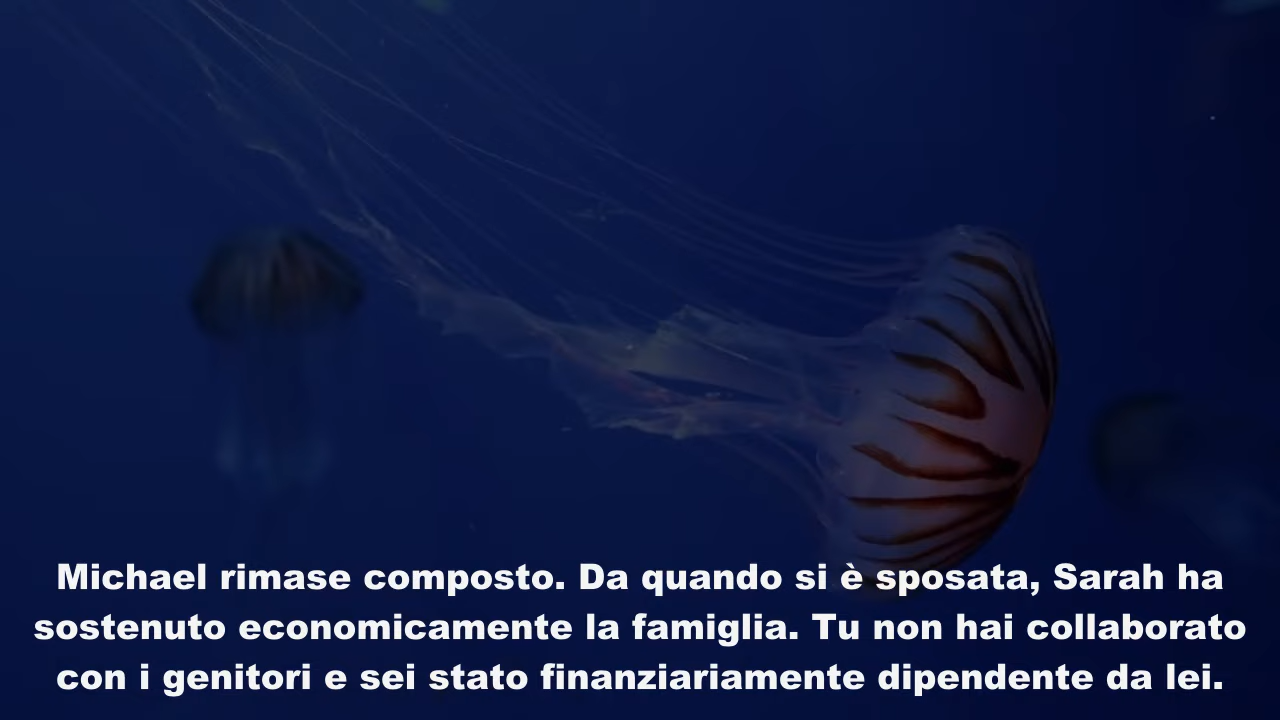 Michael rimase composto. Da quando si è sposata, Sarah ha
sostenuto economicamente la famiglia. Tu non hai collaborato
con i genitori e sei stato finanziariamente dipendente da lei.